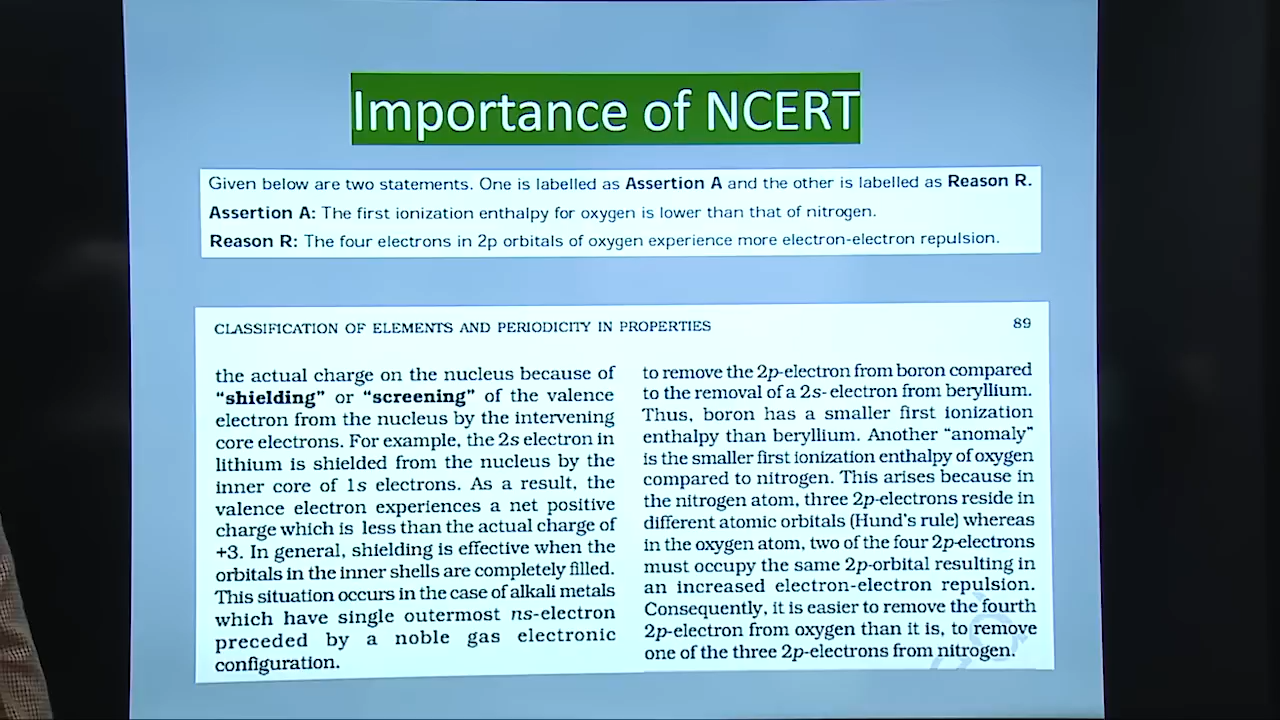 Importance of NCERT
Given below are two statements. One is labelled as Assertion A and the other is labelled as Reason R.
Assertion A: The first ionization enthalpy for oxygen is lower than that of nitrogen.
Reason R: The four electrons in 2p orbitals of oxygen experience more electron-electron repulsion.
CLASSIFICATION OF ELEMENTS AND PERIODICITY IN PROPERTIES
89
the actual charge on the nucleus because of
“shielding” or “screening” of the valence
electron from the nucleus by the intervening
core electrons. For example, the 2s electron in
lithium is shielded from the nucleus by the
inner core of 1s electrons. As a result, the
valence electron experiences a net positive
charge which is less than the actual charge of
+3. In general, shielding is effective when the
orbitals in the inner shells are completely filled.
This situation occurs in the case of alkali metals
which have single outermost ns-electron
preceded by a noble gas electronic
configuration.
to remove the 2p-electron from boron compared
to the removal of a 2s- electron from beryllium.
Thus, boron has a smaller first ionization
enthalpy than beryllium. Another “anomaly”
is the smaller first ionization enthalpy of oxygen
compared to nitrogen. This arises because in
the nitrogen atom, three 2p-electrons reside in
different atomic orbitals (Hund's rule) whereas
in the oxygen atom, two of the four 2p-electrons
must occupy the same 2p-orbital resulting in
an increased electron-electron repulsion.
Consequently, it is easier to remove the fourth
2p-electron from oxygen than it is, to remove
one of the three 2p-electrons from nitrogen.